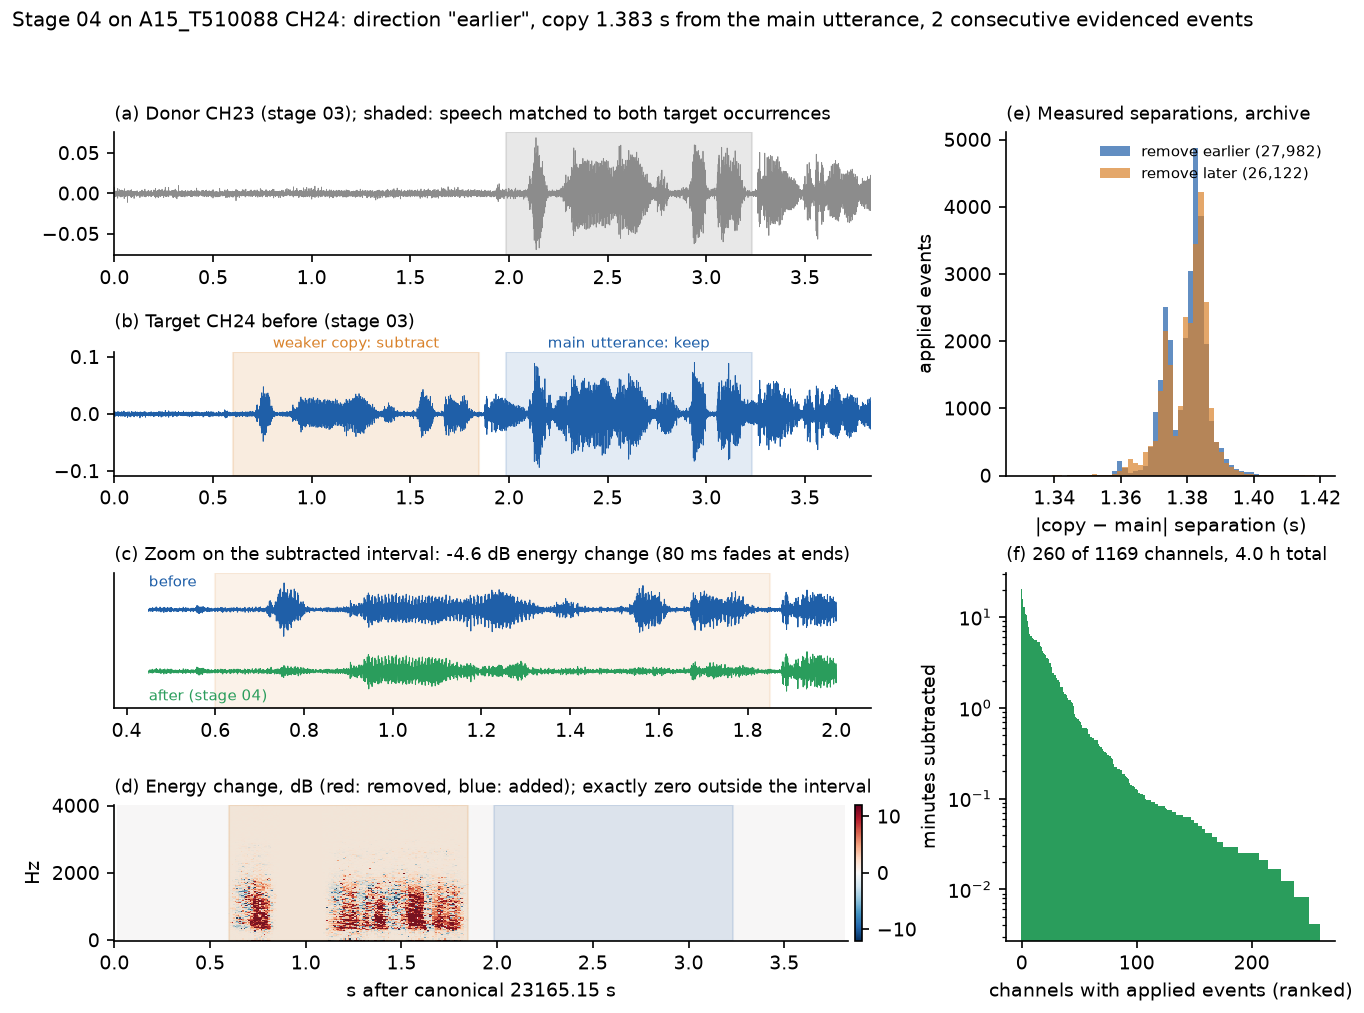 Stage 04 on A15_T510088 CH24: direction "earlier", copy 1.383 s from the main utterance, 2 consecutive evidenced events
(a) Donor CH23 (stage 03); shaded: speech matched to both target occurrences
0.05
0.00
−0.05
0.0 0.5 1.0 1.5 2.0 2.5 3.0 3.5
(b) Target CH24 before (stage 03)
weaker copy: subtract main utterance: keep
0.1
0.0
−0.1
0.0 0.5 1.0 1.5 2.0 2.5 3.0 3.5
(c) Zoom on the subtracted interval: -4.6 dB energy change (80 ms fades at ends)
before
after (stage 04)
0.4 0.6 0.8 1.0 1.2 1.4 1.6 1.8 2.0
(d) Energy change, dB (red: removed, blue: added); exactly zero outside the interval
4000
2000
0
Hz
10
0
−10
0.0 0.5 1.0 1.5 2.0 2.5 3.0 3.5
s after canonical 23165.15 s
(e) Measured separations, archive
remove earlier (27,982)
remove later (26,122)
5000
4000
3000
2000
1000
0
applied events
1.34 1.36 1.38 1.40 1.42
|copy − main| separation (s)
(f) 260 of 1169 channels, 4.0 h total
10¹
10⁰
10⁻¹
10⁻²
minutes subtracted
0 100 200
channels with applied events (ranked)